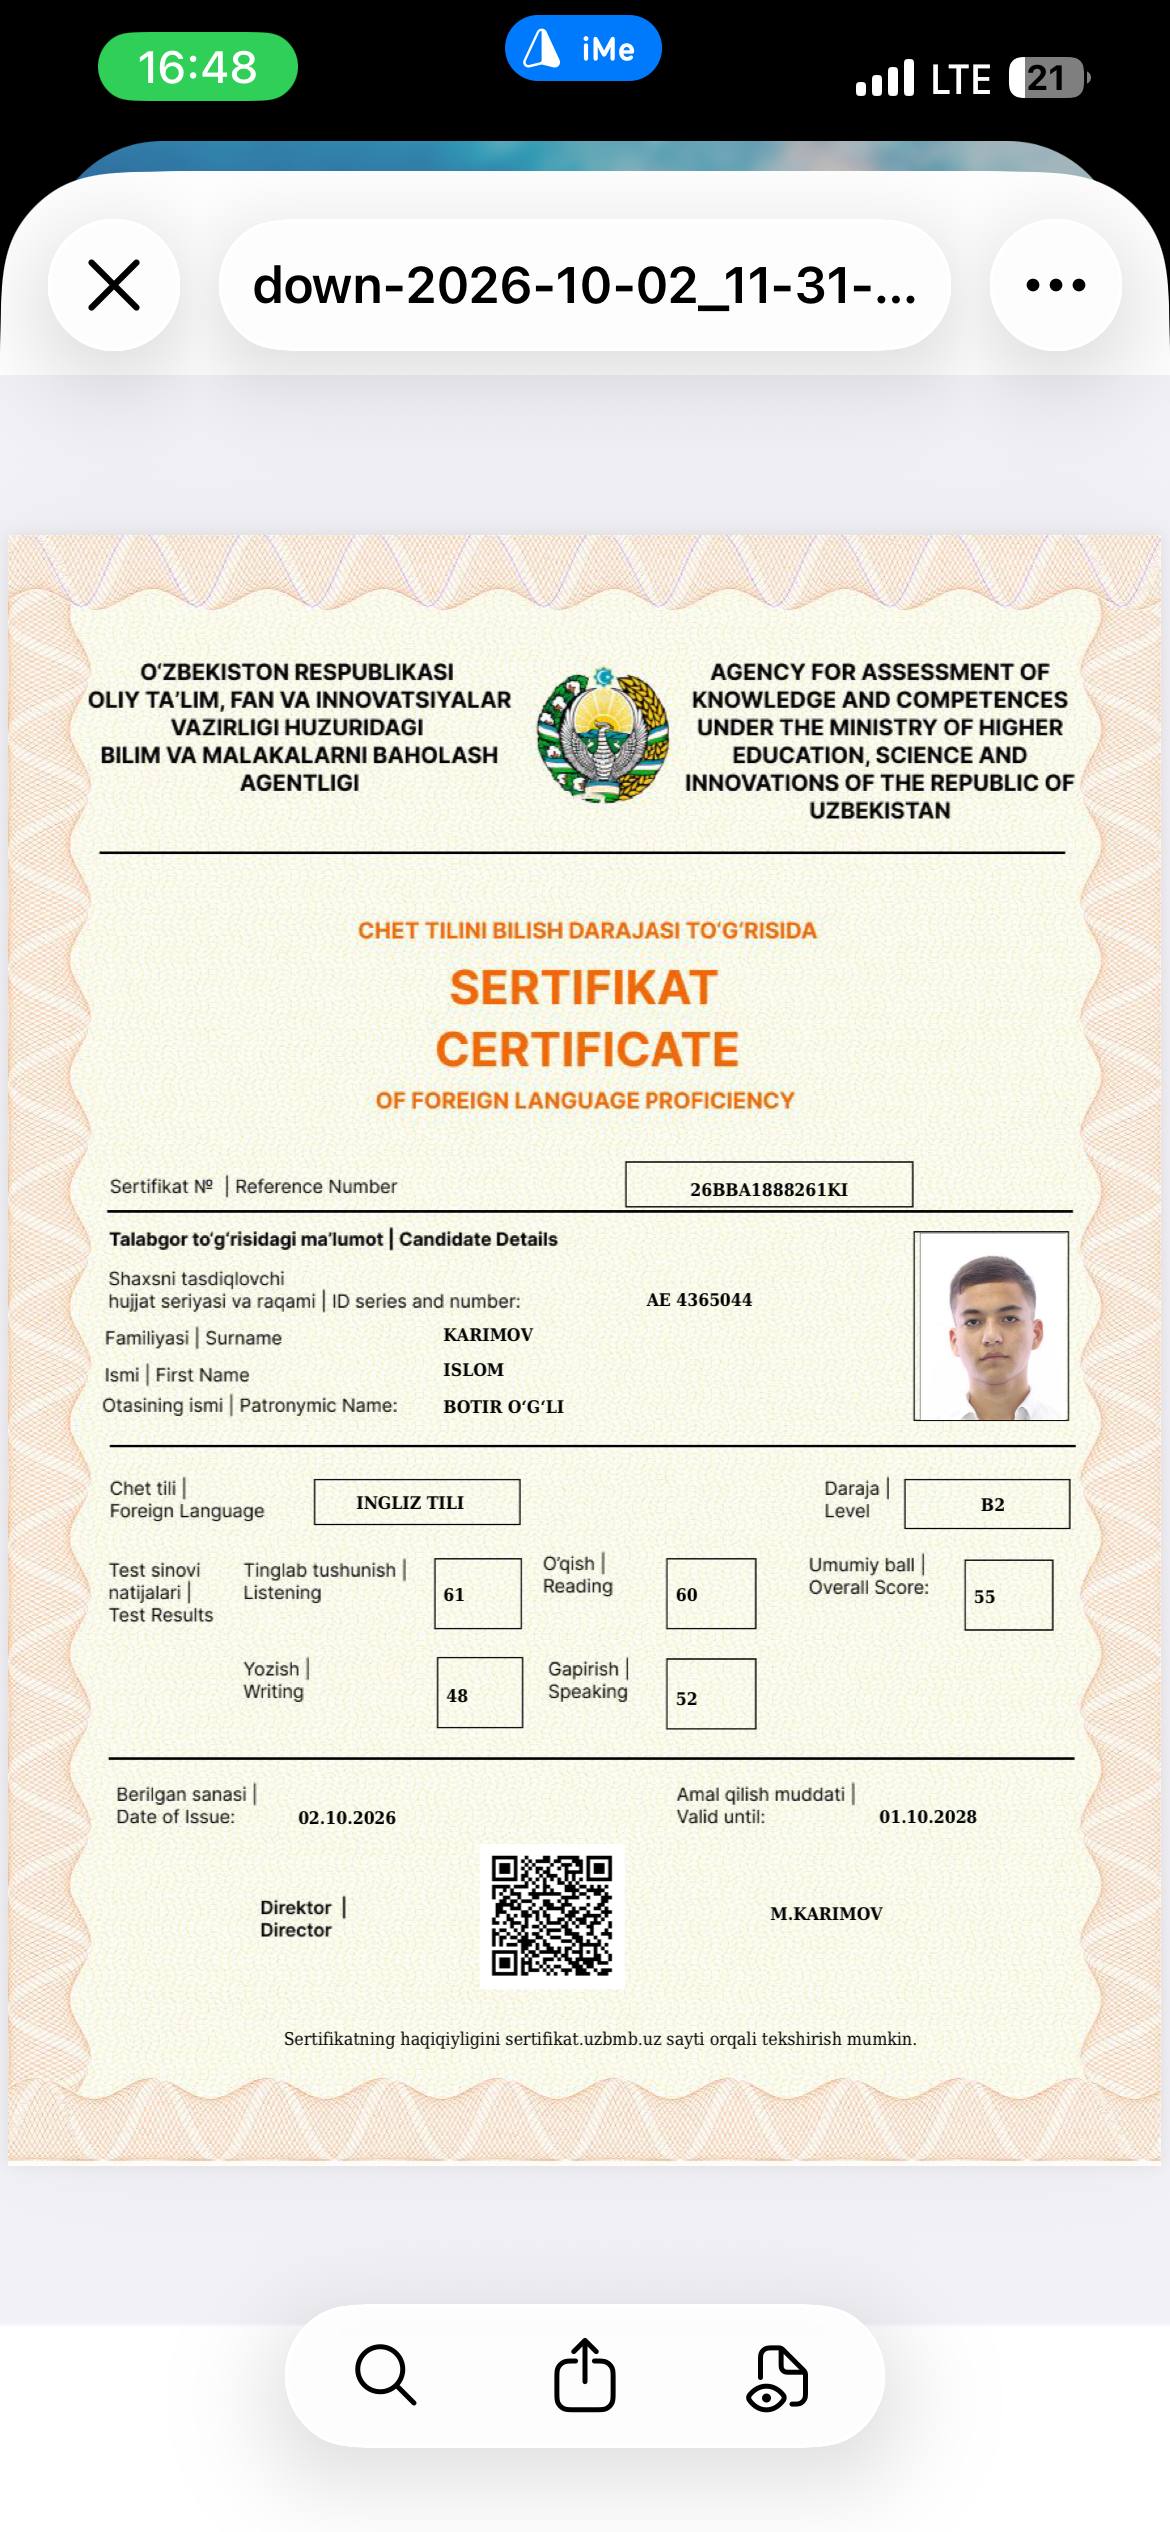 16:48
iMe
LTE
21
down-2026-10-02_11-31-...
O‘ZBEKISTON RESPUBLIKASI
OLIY TA’LIM, FAN VA INNOVATSIYALAR
VAZIRLIGI HUZURIDAGI
BILIM VA MALAKALARNI BAHOLASH
AGENTLIGI
AGENCY FOR ASSESSMENT OF
KNOWLEDGE AND COMPETENCES
UNDER THE MINISTRY OF HIGHER
EDUCATION, SCIENCE AND
INNOVATIONS OF THE REPUBLIC OF
UZBEKISTAN
CHET TILINI BILISH DARAJASI TO‘G‘RISIDA
SERTIFIKAT
CERTIFICATE
OF FOREIGN LANGUAGE PROFICIENCY
Sertifikat № | Reference Number
26BBA1888261KI
Talabgor to‘g‘risidagi ma’lumot | Candidate Details
Shaxsni tasdiqlovchi
hujjat seriyasi va raqami | ID series and number:
AE 4365044
Familiyasi | Surname
KARIMOV
Ismi | First Name
ISLOM
Otasining ismi | Patronymic Name:
BOTIR O‘G‘LI
Chet tili |
Foreign Language
INGLIZ TILI
Daraja |
Level
B2
Test sinovi
natijalari |
Test Results
Tinglab tushunish |
Listening
61
O’qish |
Reading
60
Umumiy ball |
Overall Score:
55
Yozish |
Writing
48
Gapirish |
Speaking
52
Berilgan sanasi |
Date of Issue:
02.10.2026
Amal qilish muddati |
Valid until:
01.10.2028
Direktor |
Director
M.KARIMOV
Sertifikatning haqiqiyligini sertifikat.uzbmb.uz sayti orqali tekshirish mumkin.